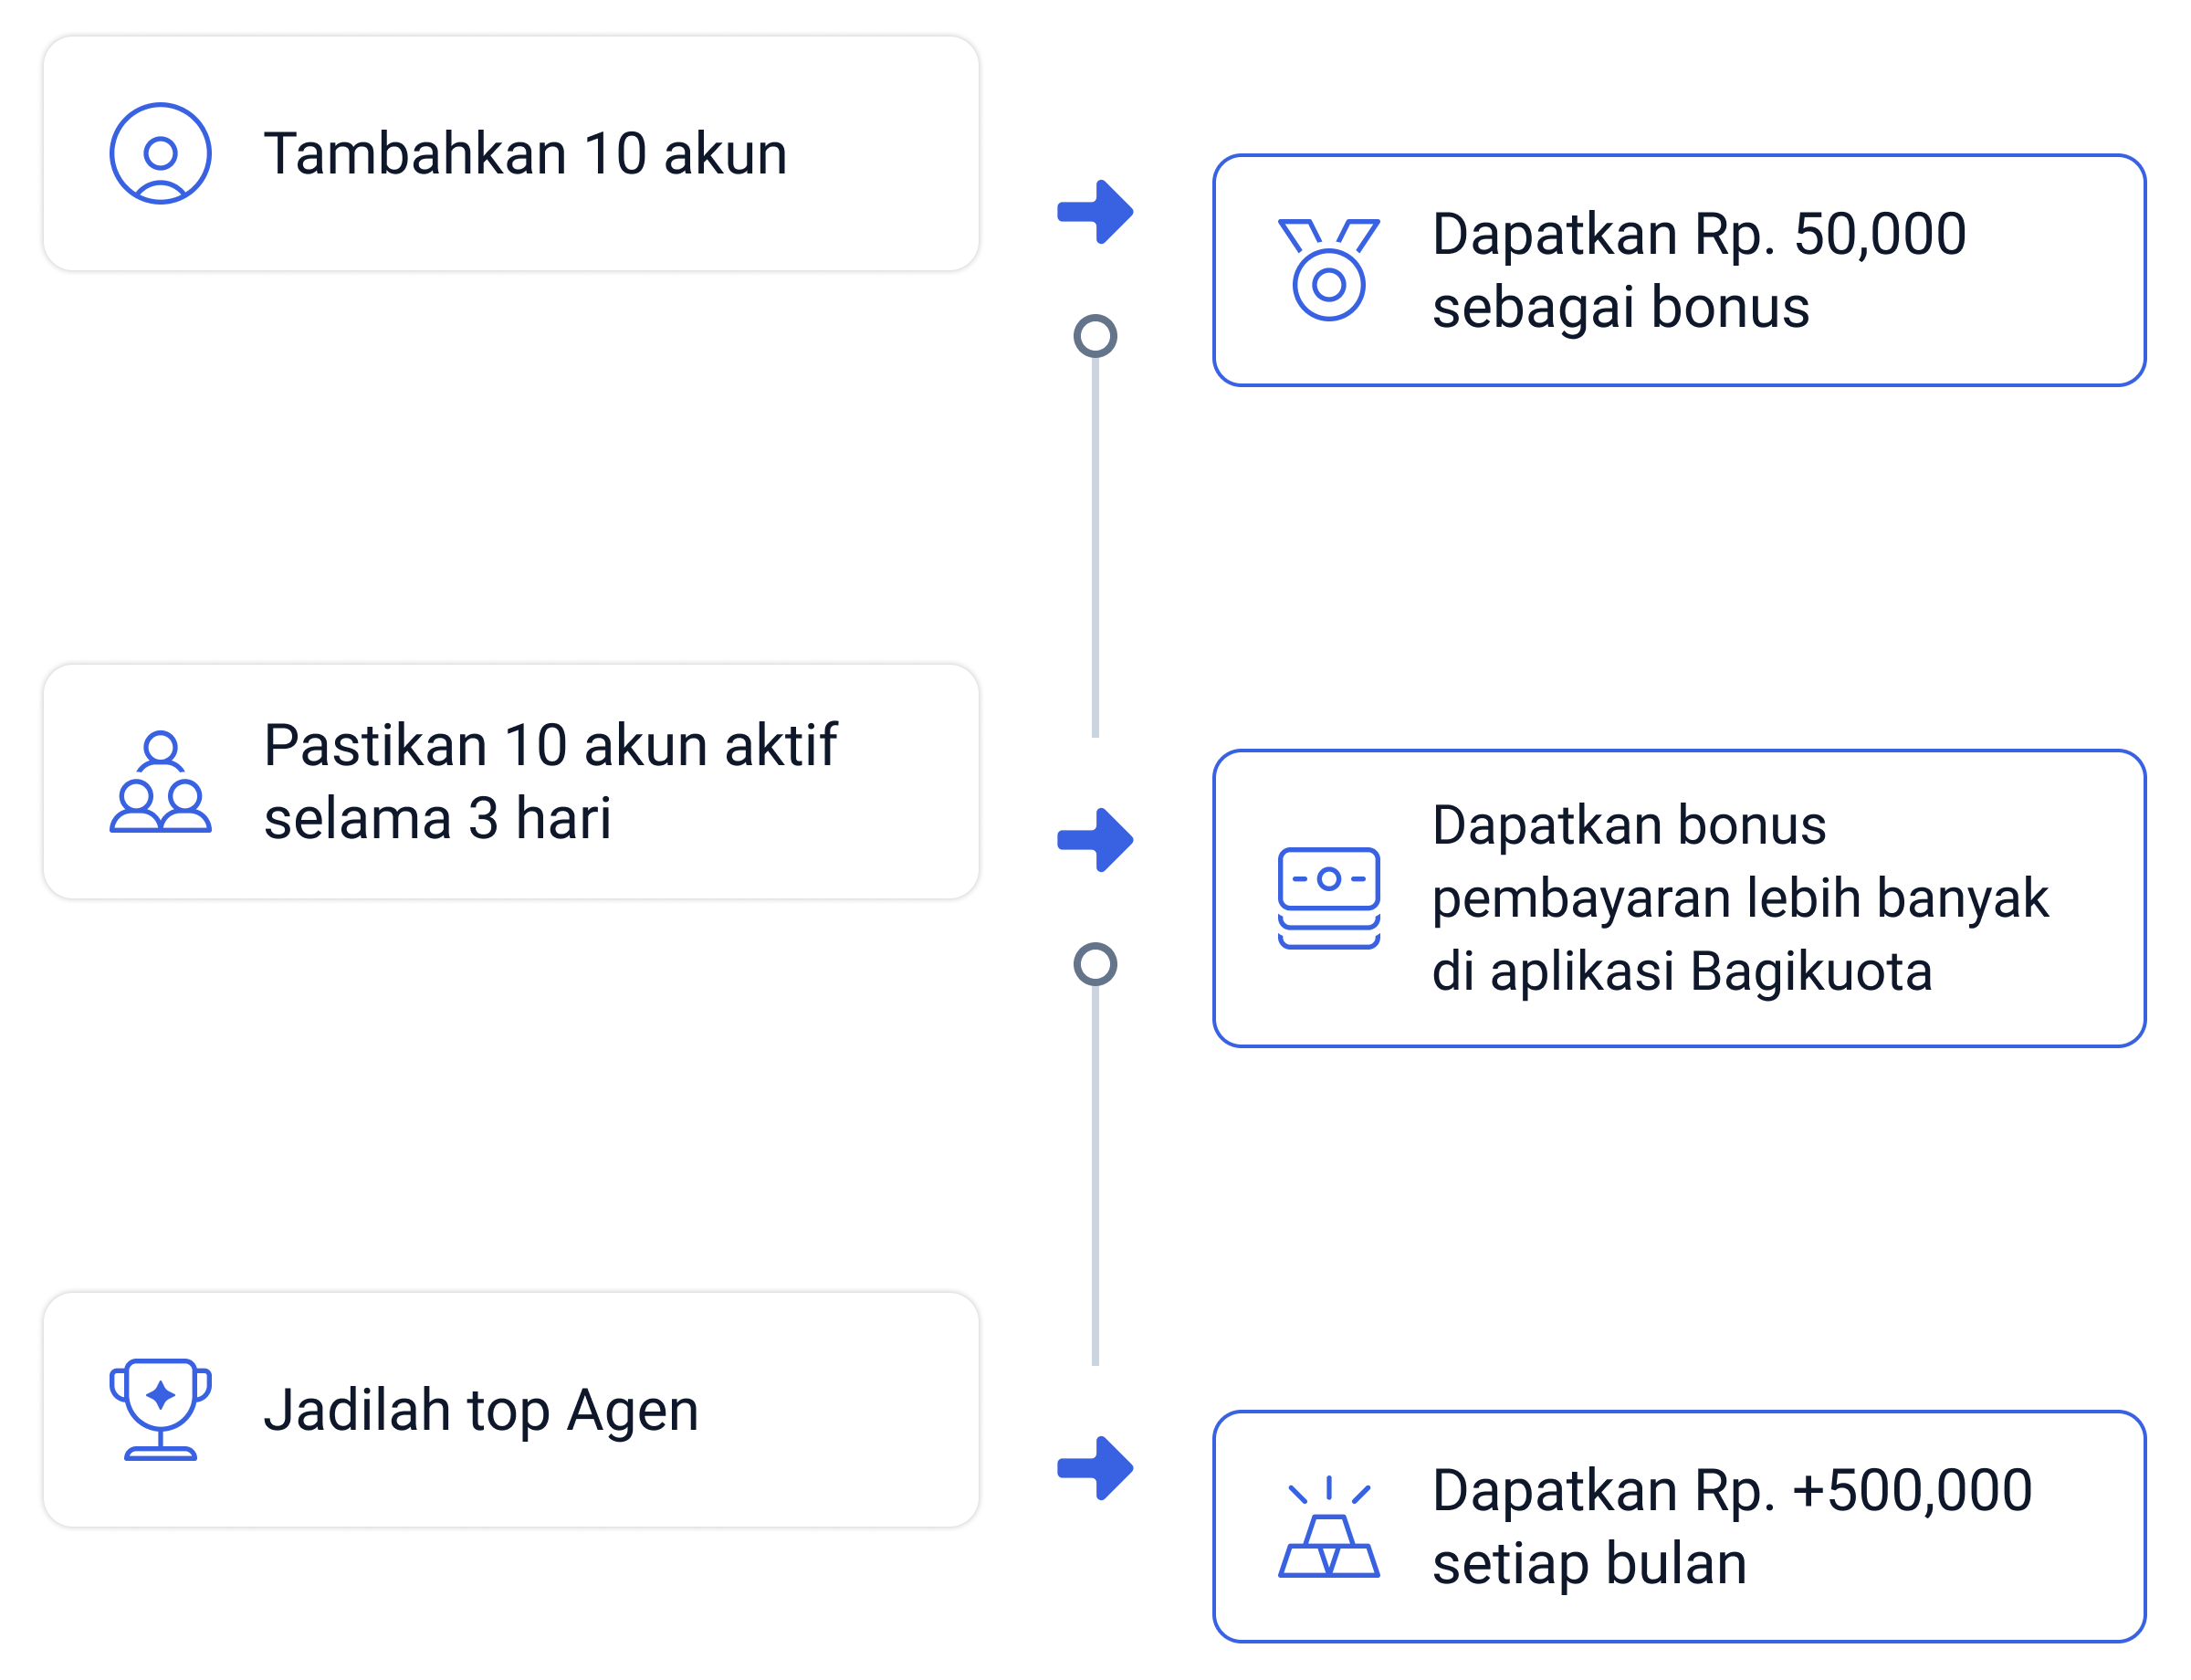 Tambahkan 10 akun
Dapatkan Rp. 50,000
sebagai bonus
Pastikan 10 akun aktif
selama 3 hari
Dapatkan bonus
pembayaran lebih banyak
di aplikasi Bagikuota
Jadilah top Agen
Dapatkan Rp. +500,000
setiap bulan